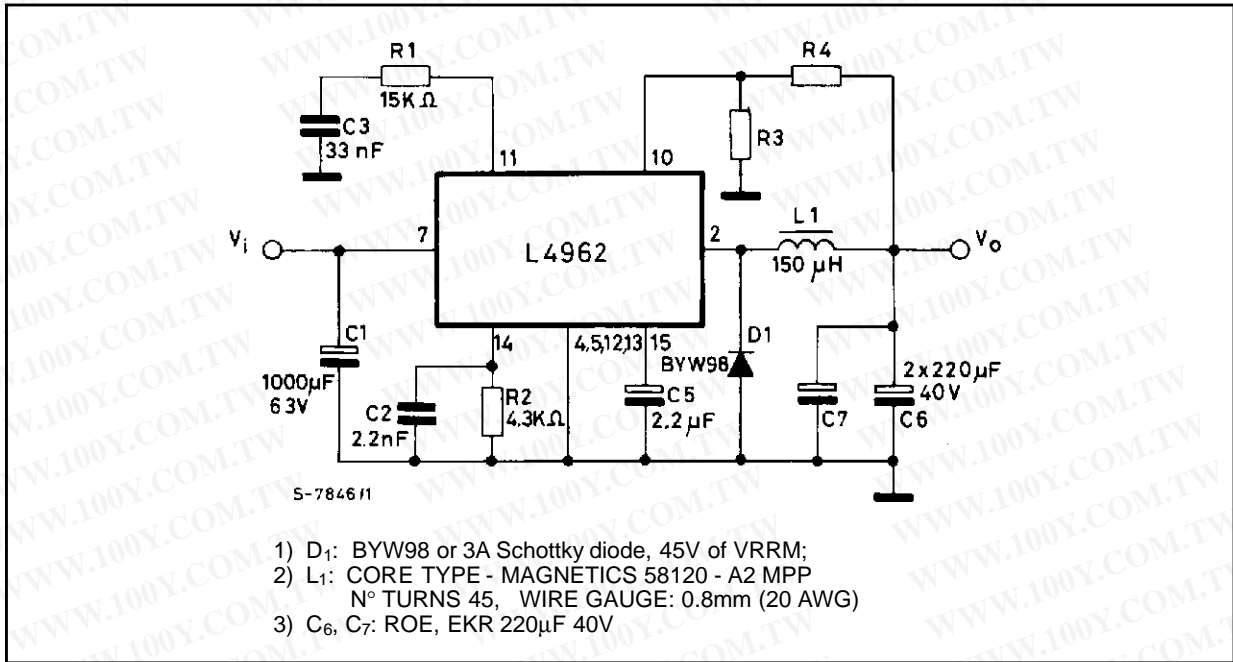 R1
15KΩ
C3
33 nF
11
10
R4
R3
Vi
7
L4962
2
L1
150 μH
Vo
C1
1000μF
63V
14
4,5,12,13
15
C2
2.2nF
R2
4.3KΩ
C5
2.2μF
D1
BYW98
C7
2x220μF
40V
C6
S-7846/1
1) D1: BYW98 or 3A Schottky diode, 45V of VRRM;
2) L1: CORE TYPE - MAGNETICS 58120 - A2 MPP
N° TURNS 45, WIRE GAUGE: 0.8mm (20 AWG)
3) C6, C7: ROE, EKR 220μF 40V
WWW.100Y.COM.TW